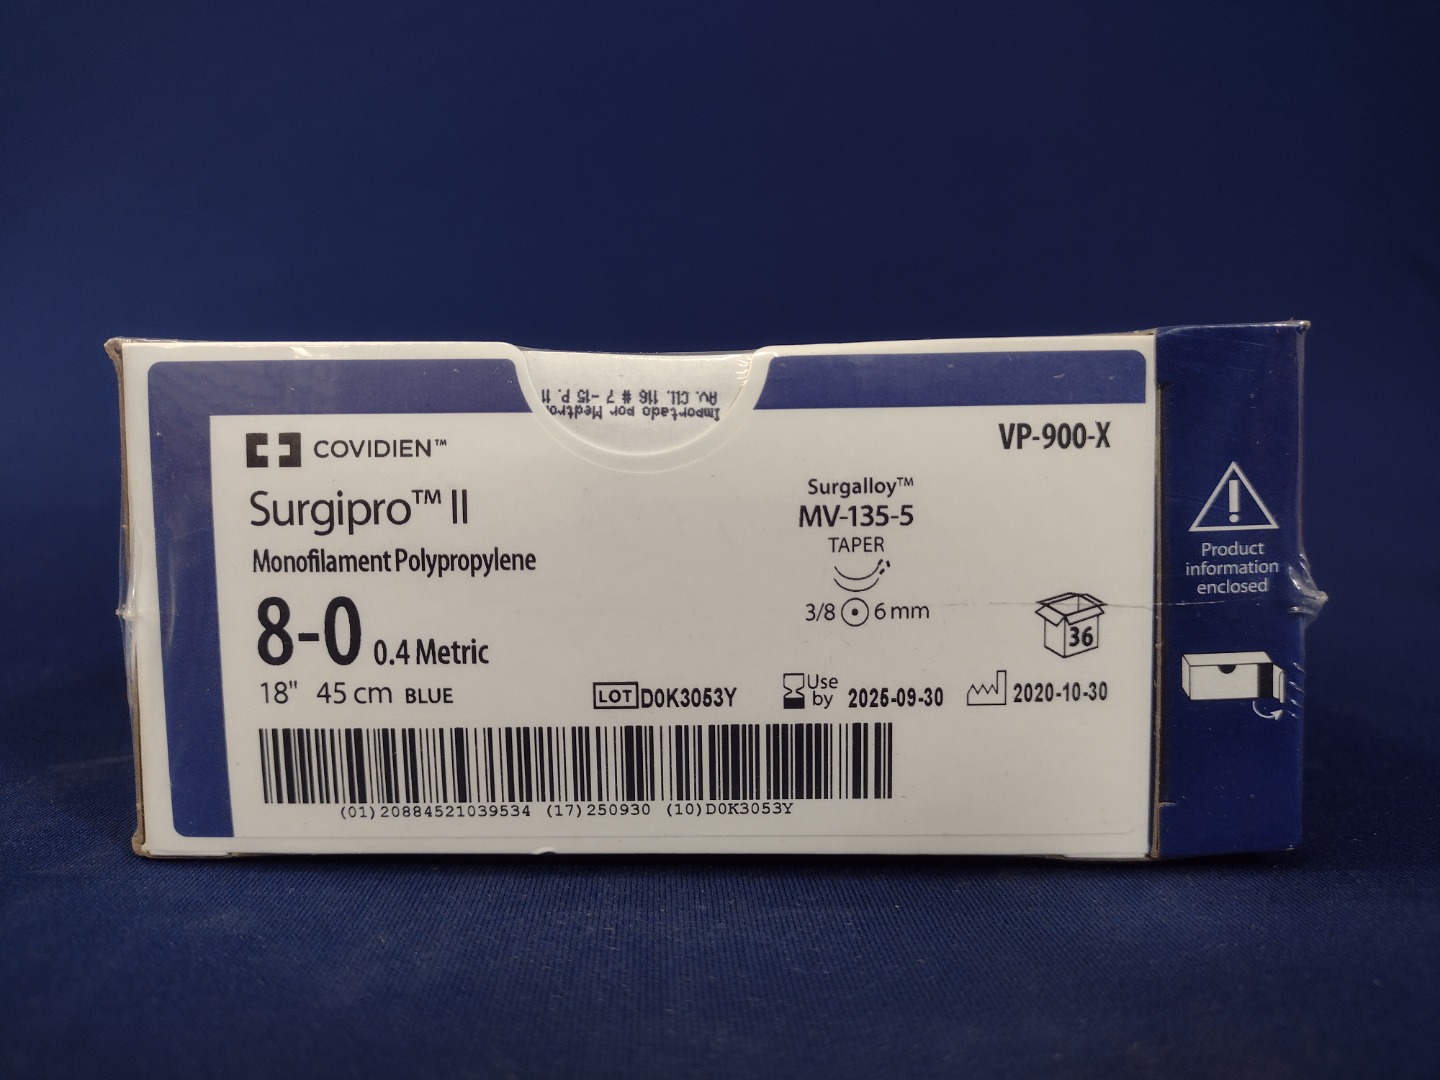 Importado por Medtron
Av. Cll. 116 # 7 -15 P. 11
COVIDIEN™
VP-900-X
Surgipro™ II
Monofilament Polypropylene
8-0 0.4 Metric
18" 45 cm BLUE
Surgalloy™
MV-135-5
TAPER
3/8 6 mm
36
LOT D0K3053Y
Use by 2025-09-30
2020-10-30
(01)20884521039534 (17)250930 (10)D0K3053Y
Product
information
enclosed